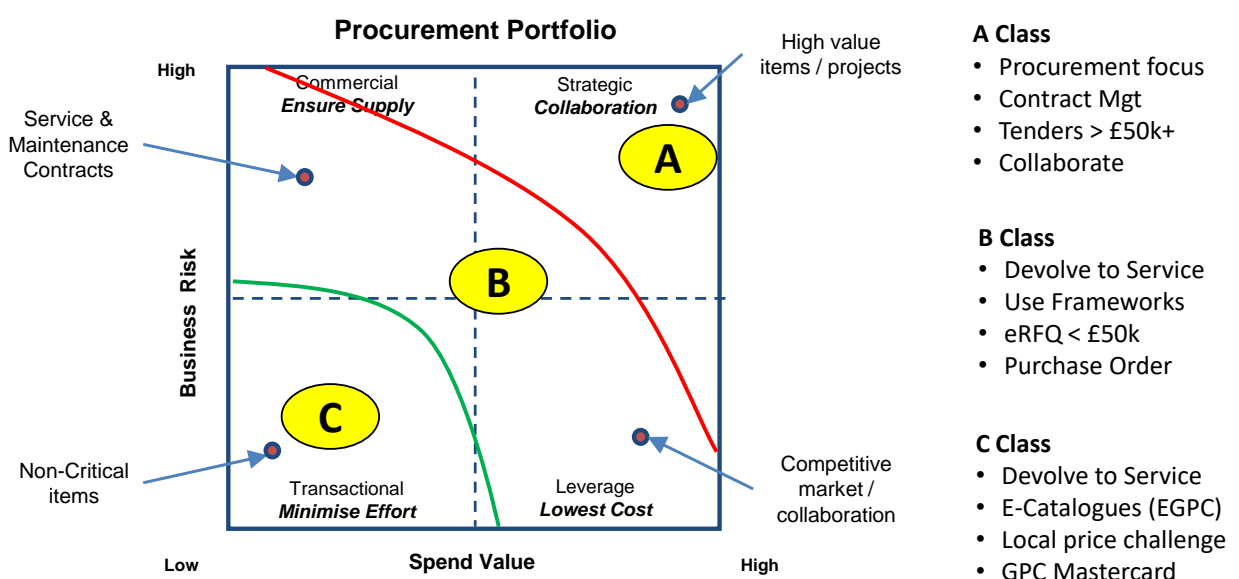 Procurement Portfolio
High
Commercial
Ensure Supply
Strategic
Collaboration
High value
items / projects
Service &
Maintenance
Contracts
A
B
C
Business Risk
Non-Critical
items
Transactional
Minimise Effort
Leverage
Lowest Cost
Competitive
market /
collaboration
Low
Spend Value
High
A Class
• Procurement focus
• Contract Mgt
• Tenders > £50k+
• Collaborate
B Class
• Devolve to Service
• Use Frameworks
• eRFQ < £50k
• Purchase Order
C Class
• Devolve to Service
• E-Catalogues (EGPC)
• Local price challenge
• GPC Mastercard